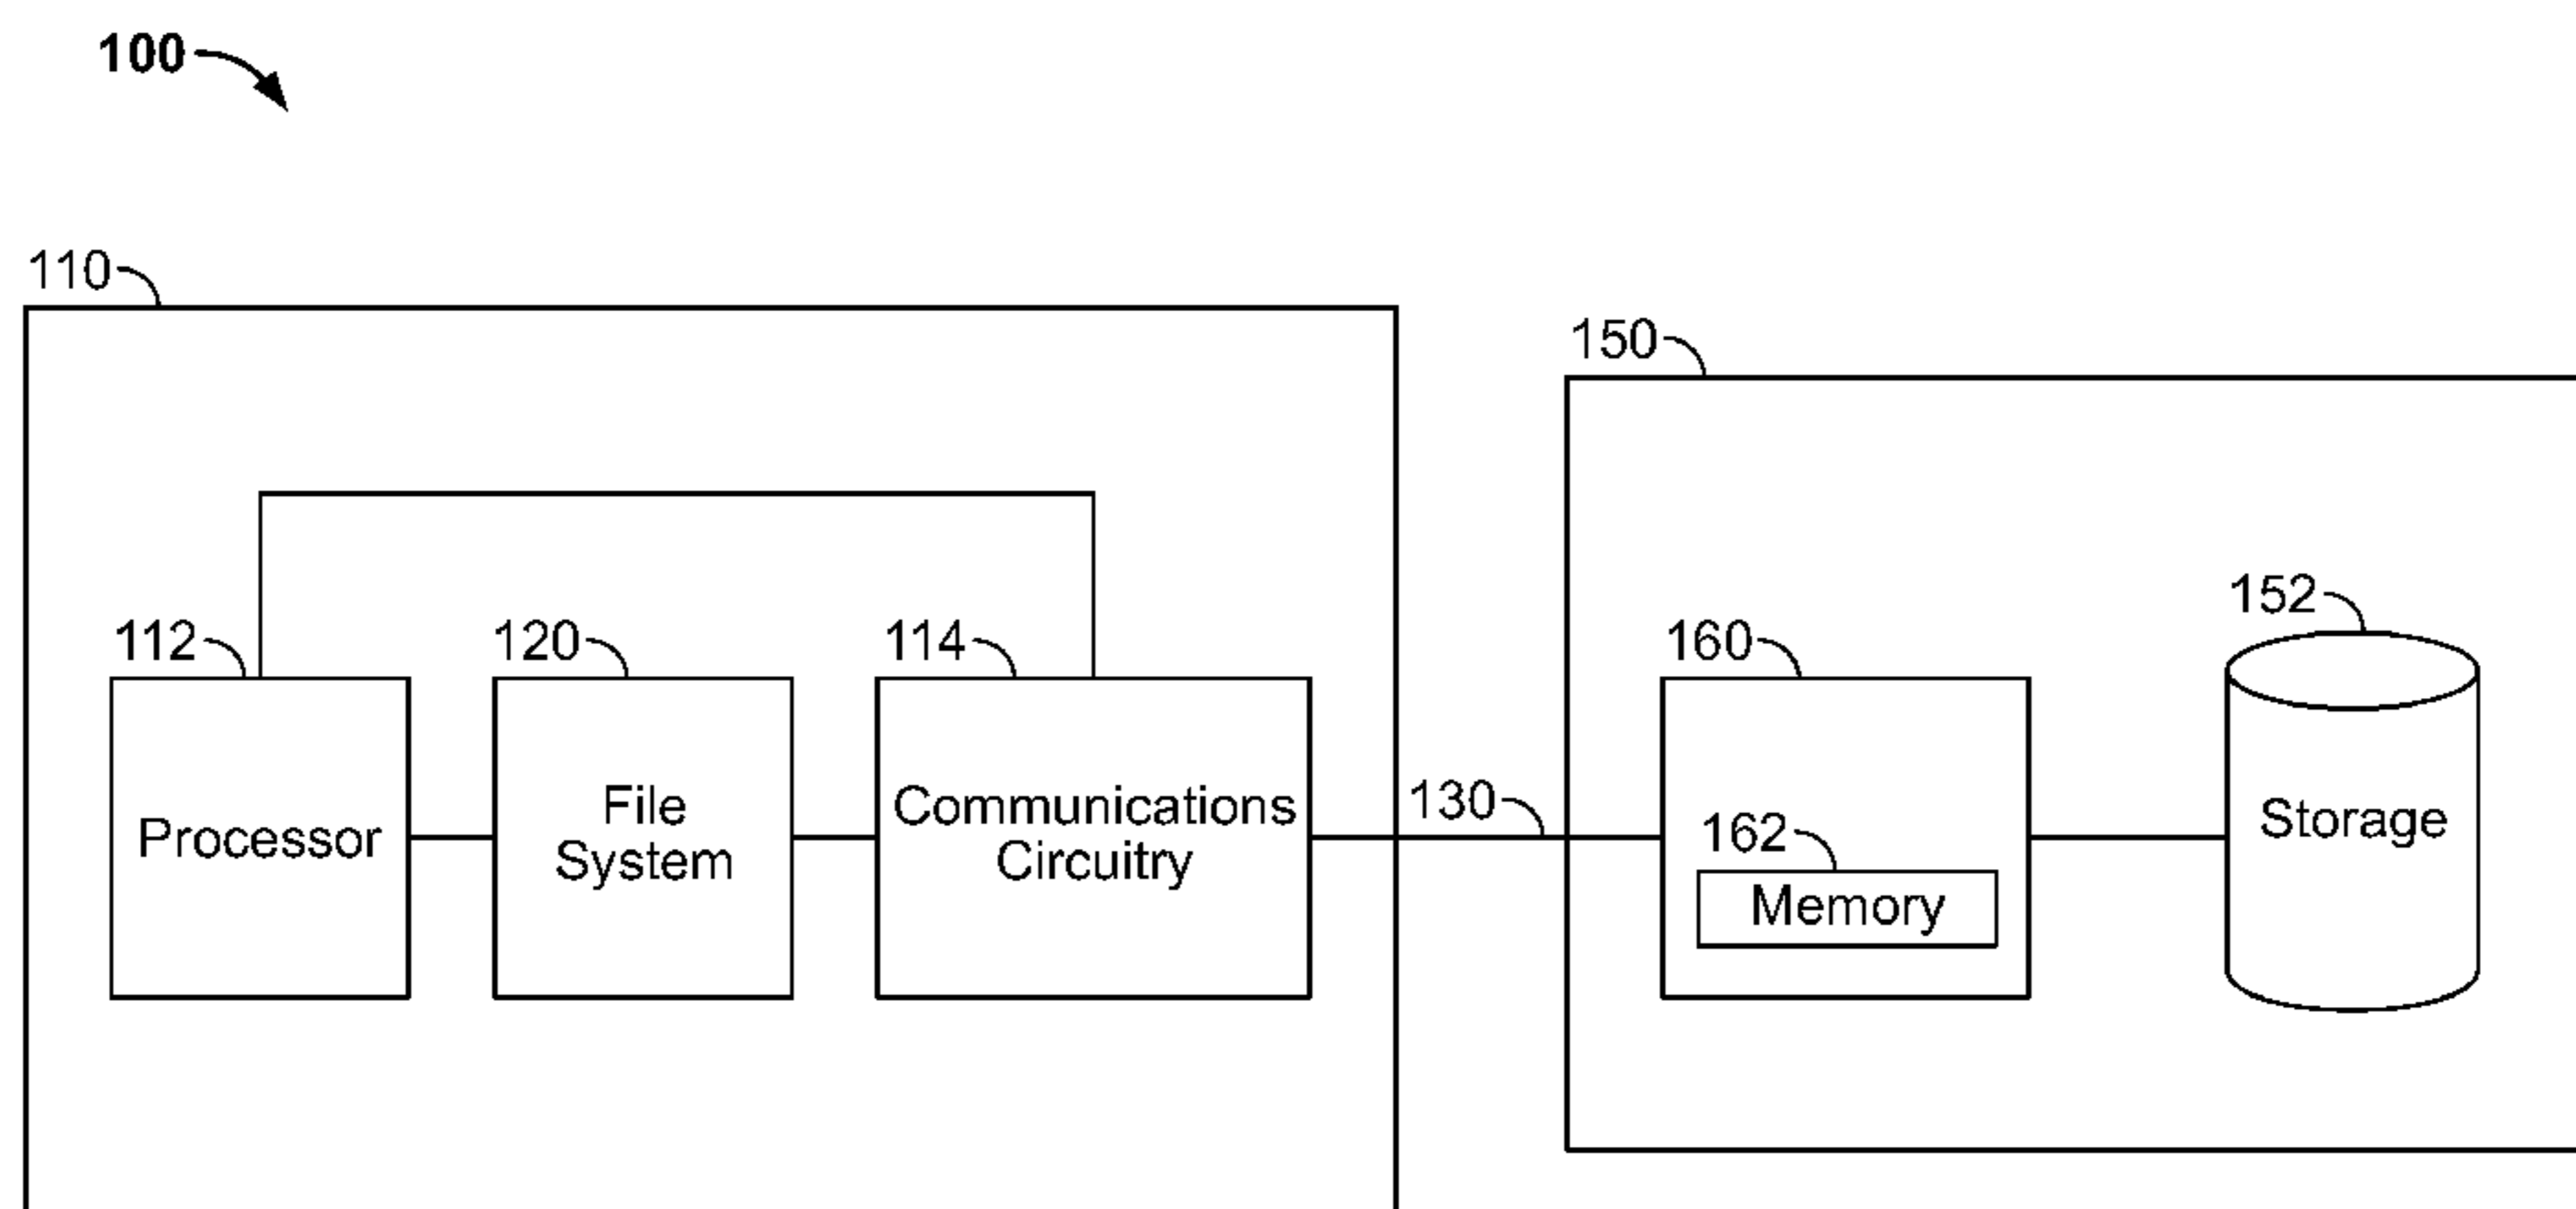 100
110
150
152
112
120
114
160
Processor
File
System
Communications
Circuitry
130
162
Memory
Storage